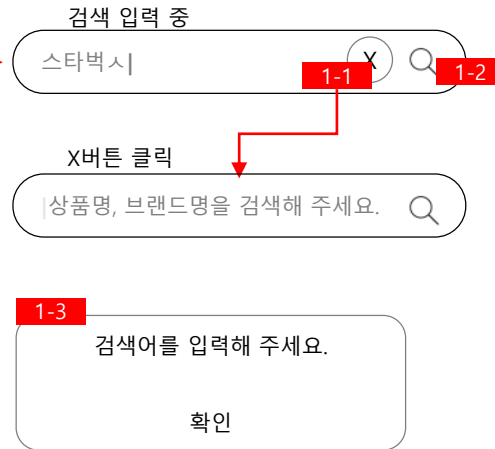 검색 입력 중
스타벅ㅅ|
X
1-1
1-2
X버튼 클릭
|상품명, 브랜드명을 검색해 주세요.
1-3
검색어를 입력해 주세요.
확인